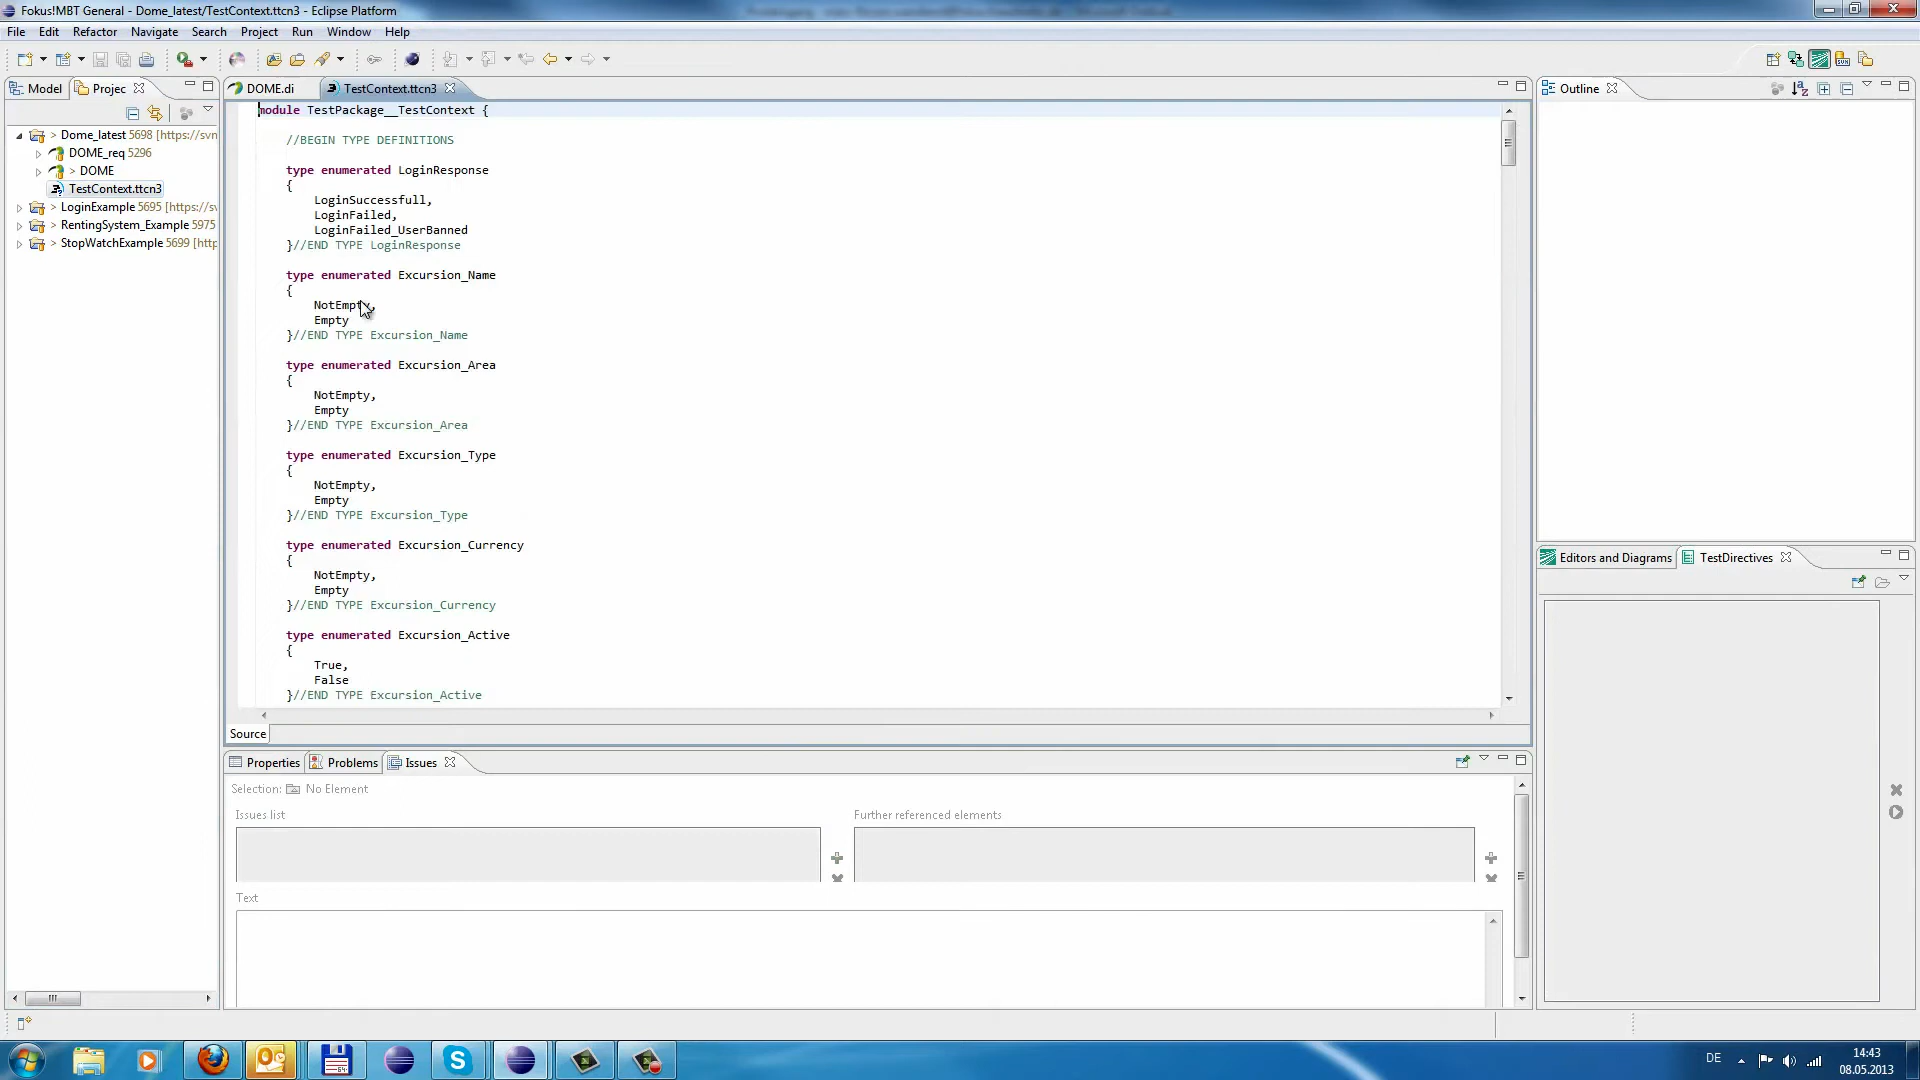 Fokus!MBT General - Dome_latest/TestContext.ttcn3 - Eclipse Platform
File Edit Refactor Navigate Search Project Run Window Help
Model Projec DOME.di TestContext.ttcn3 Outline
> Dome_latest 5698 [https://svn
DOME_req 5296
> DOME
TestContext.ttcn3
> LoginExample 5695 [https://sv
> RentingSystem_Example 5975
> StopWatchExample 5699 [http
module TestPackage__TestContext {
//BEGIN TYPE DEFINITIONS
type enumerated LoginResponse
{
LoginSuccessfull,
LoginFailed,
LoginFailed_UserBanned
}//END TYPE LoginResponse
type enumerated Excursion_Name
{
NotEmpty,
Empty
}//END TYPE Excursion_Name
type enumerated Excursion_Area
{
NotEmpty,
Empty
}//END TYPE Excursion_Area
type enumerated Excursion_Type
{
NotEmpty,
Empty
}//END TYPE Excursion_Type
type enumerated Excursion_Currency
{
NotEmpty,
Empty
}//END TYPE Excursion_Currency
type enumerated Excursion_Active
{
True,
False
}//END TYPE Excursion_Active
Source
Editors and Diagrams TestDirectives
Properties Problems Issues
Selection: No Element
Issues list Further referenced elements
Text
DE 14:43
08.05.2013